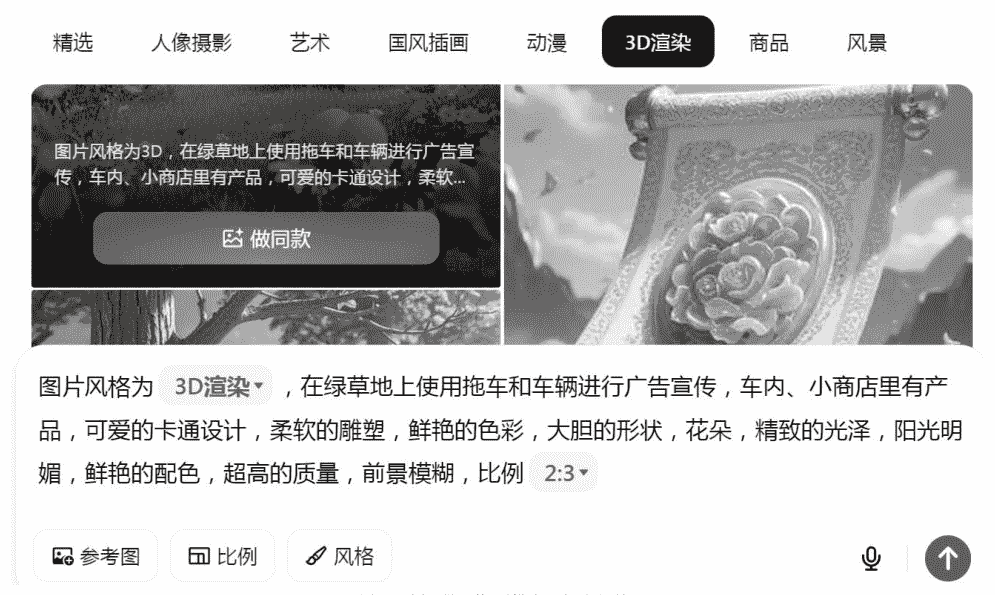 精选 人像摄影 艺术 国风插画 动漫 3D渲染 商品 风景
图片风格为3D，在绿草地上使用拖车和车辆进行广告宣
传，车内、小商店里有产品，可爱的卡通设计，柔软...
做同款
图片风格为 3D渲染 ，在绿草地上使用拖车和车辆进行广告宣传，车内、小商店里有产
品，可爱的卡通设计，柔软的雕塑，鲜艳的色彩，大胆的形状，花朵，精致的光泽，阳光明
媚，鲜艳的配色，超高的质量，前景模糊，比例 2:3
参考图 比例 风格